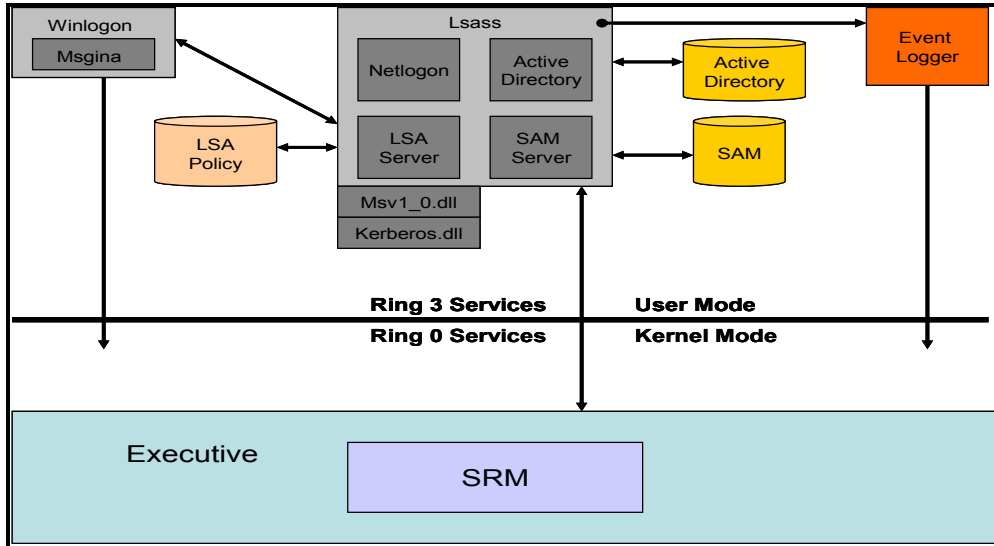 Winlogon
Msgina
Lsass
Netlogon
Active
Directory
LSA
Server
SAM
Server
Msv1_0.dll
Kerberos.dll
LSA
Policy
Active
Directory
SAM
Event
Logger
Ring 3 Services
User Mode
Ring 0 Services
Kernel Mode
Executive
SRM